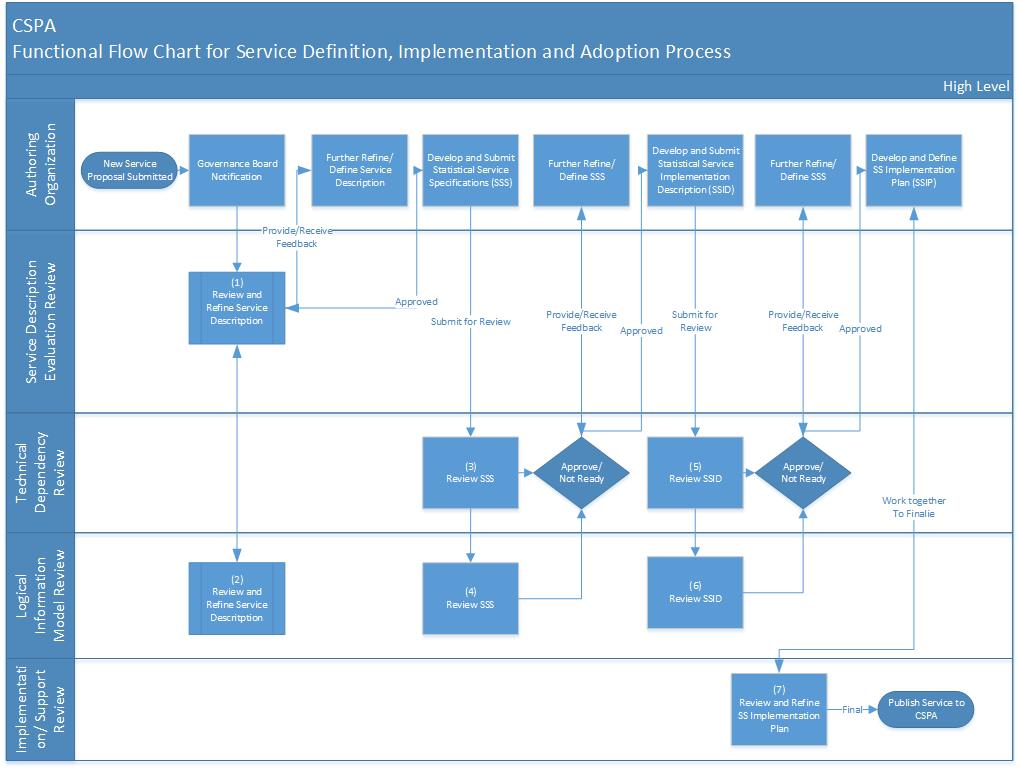 CSPA
Functional Flow Chart for Service Definition, Implementation and Adoption Process
High Level
Authoring
Organization
New Service
Proposal Submitted
Governance Board
Notification
Further Refine/
Define Service
Description
Develop and Submit
Statistical Service
Specifications (SSS)
Further Refine/
Define SSS
Develop and Submit
Statistical Service
Implementation
Description (SSID)
Further Refine/
Define SSS
Develop and Define
SS Implementation
Plan (SSIP)
Service Description
Evaluation Review
Provide/Receive
Feedback
(1)
Review and
Refine Service
Descritption
Approved
Submit for Review
Provide/Receive
Feedback
Approved
Submit for
Review
Provide/Receive
Feedback
Approved
Technical
Dependency
Review
(3)
Review SSS
Approve/
Not Ready
(5)
Review SSID
Approve/
Not Ready
Work together
To Finalie
Logical
Information
Model Review
(2)
Review and
Refine Service
Descritption
(4)
Review SSS
(6)
Review SSID
Implementati
on/ Support
Review
(7)
Review and Refine
SS Implementation
Plan
Final
Publish Service to
CSPA